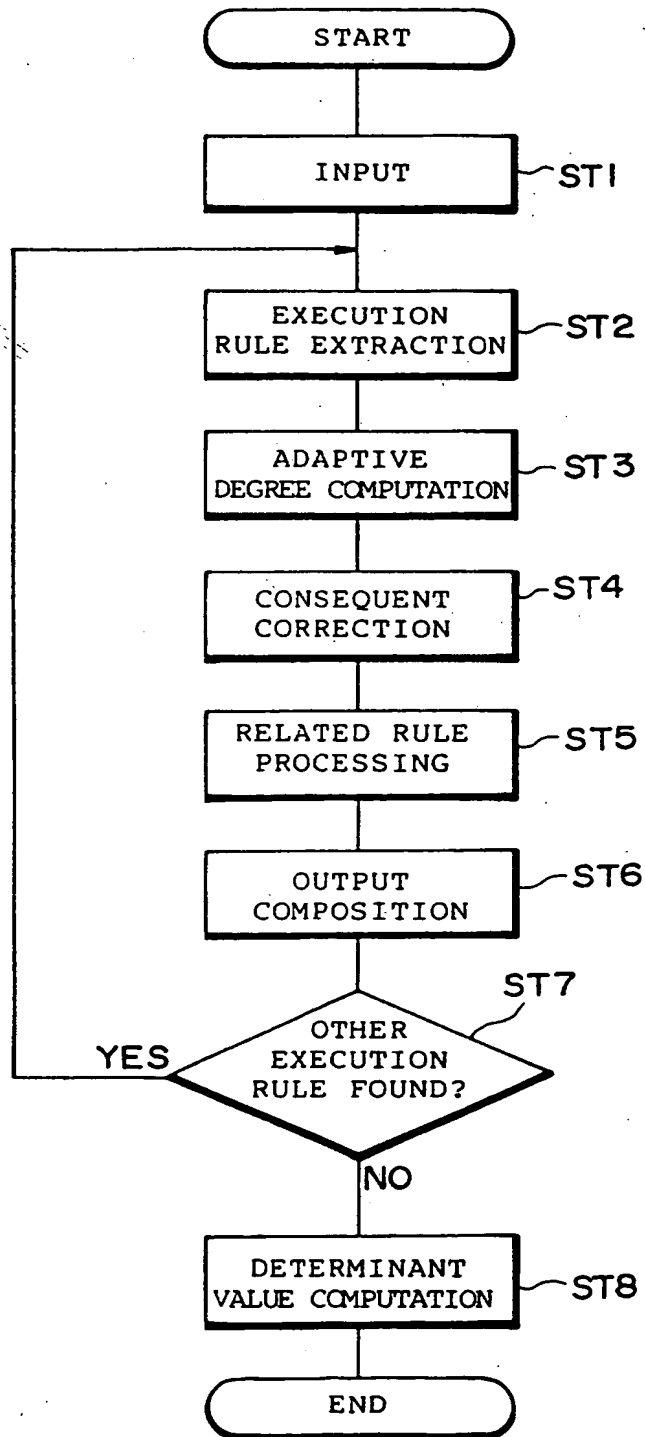 START
INPUT
ST1
EXECUTION
RULE EXTRACTION
ST2
ADAPTIVE
DEGREE COMPUTATION
ST3
CONSEQUENT
CORRECTION
ST4
RELATED RULE
PROCESSING
ST5
OUTPUT
COMPOSITION
ST6
OTHER
EXECUTION
RULE FOUND?
ST7
YES
NO
DETERMINANT
VALUE COMPUTATION
ST8
END